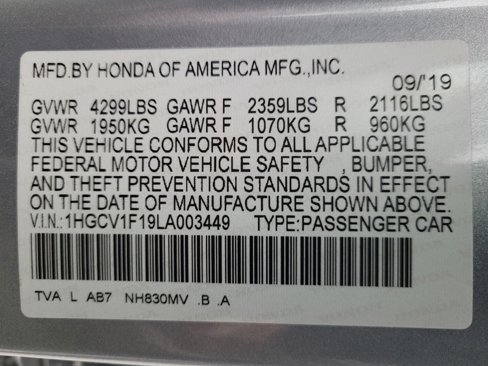 MFD.BY HONDA OF AMERICA MFG.,INC.
09/'19
GVWR 4299LBS GAWR F 2359LBS R 2116LBS
GVWR 1950KG GAWR F 1070KG R 960KG
THIS VEHICLE CONFORMS TO ALL APPLICABLE
FEDERAL MOTOR VEHICLE SAFETY , BUMPER,
AND THEFT PREVENTION STANDARDS IN EFFECT
ON THE DATE OF MANUFACTURE SHOWN ABOVE.
V.I.N.:1HGCV1F19LA003449 TYPE:PASSENGER CAR
TVA L AB7 NH830MV .B .A